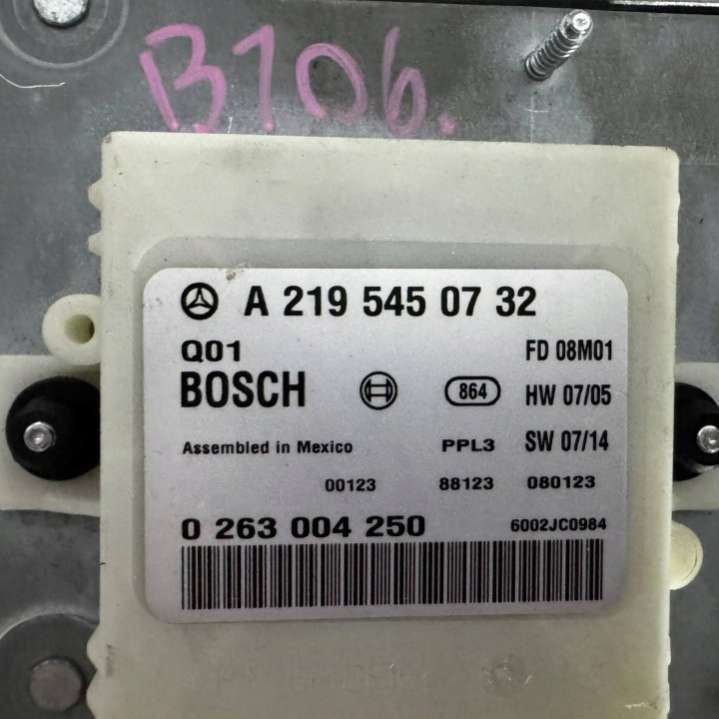 B106.
A 219 545 07 32
Q01
FD 08M01
BOSCH
864
HW 07/05
Assembled in Mexico
PPL3
SW 07/14
00123
88123
080123
0 263 004 250
6002JC0984